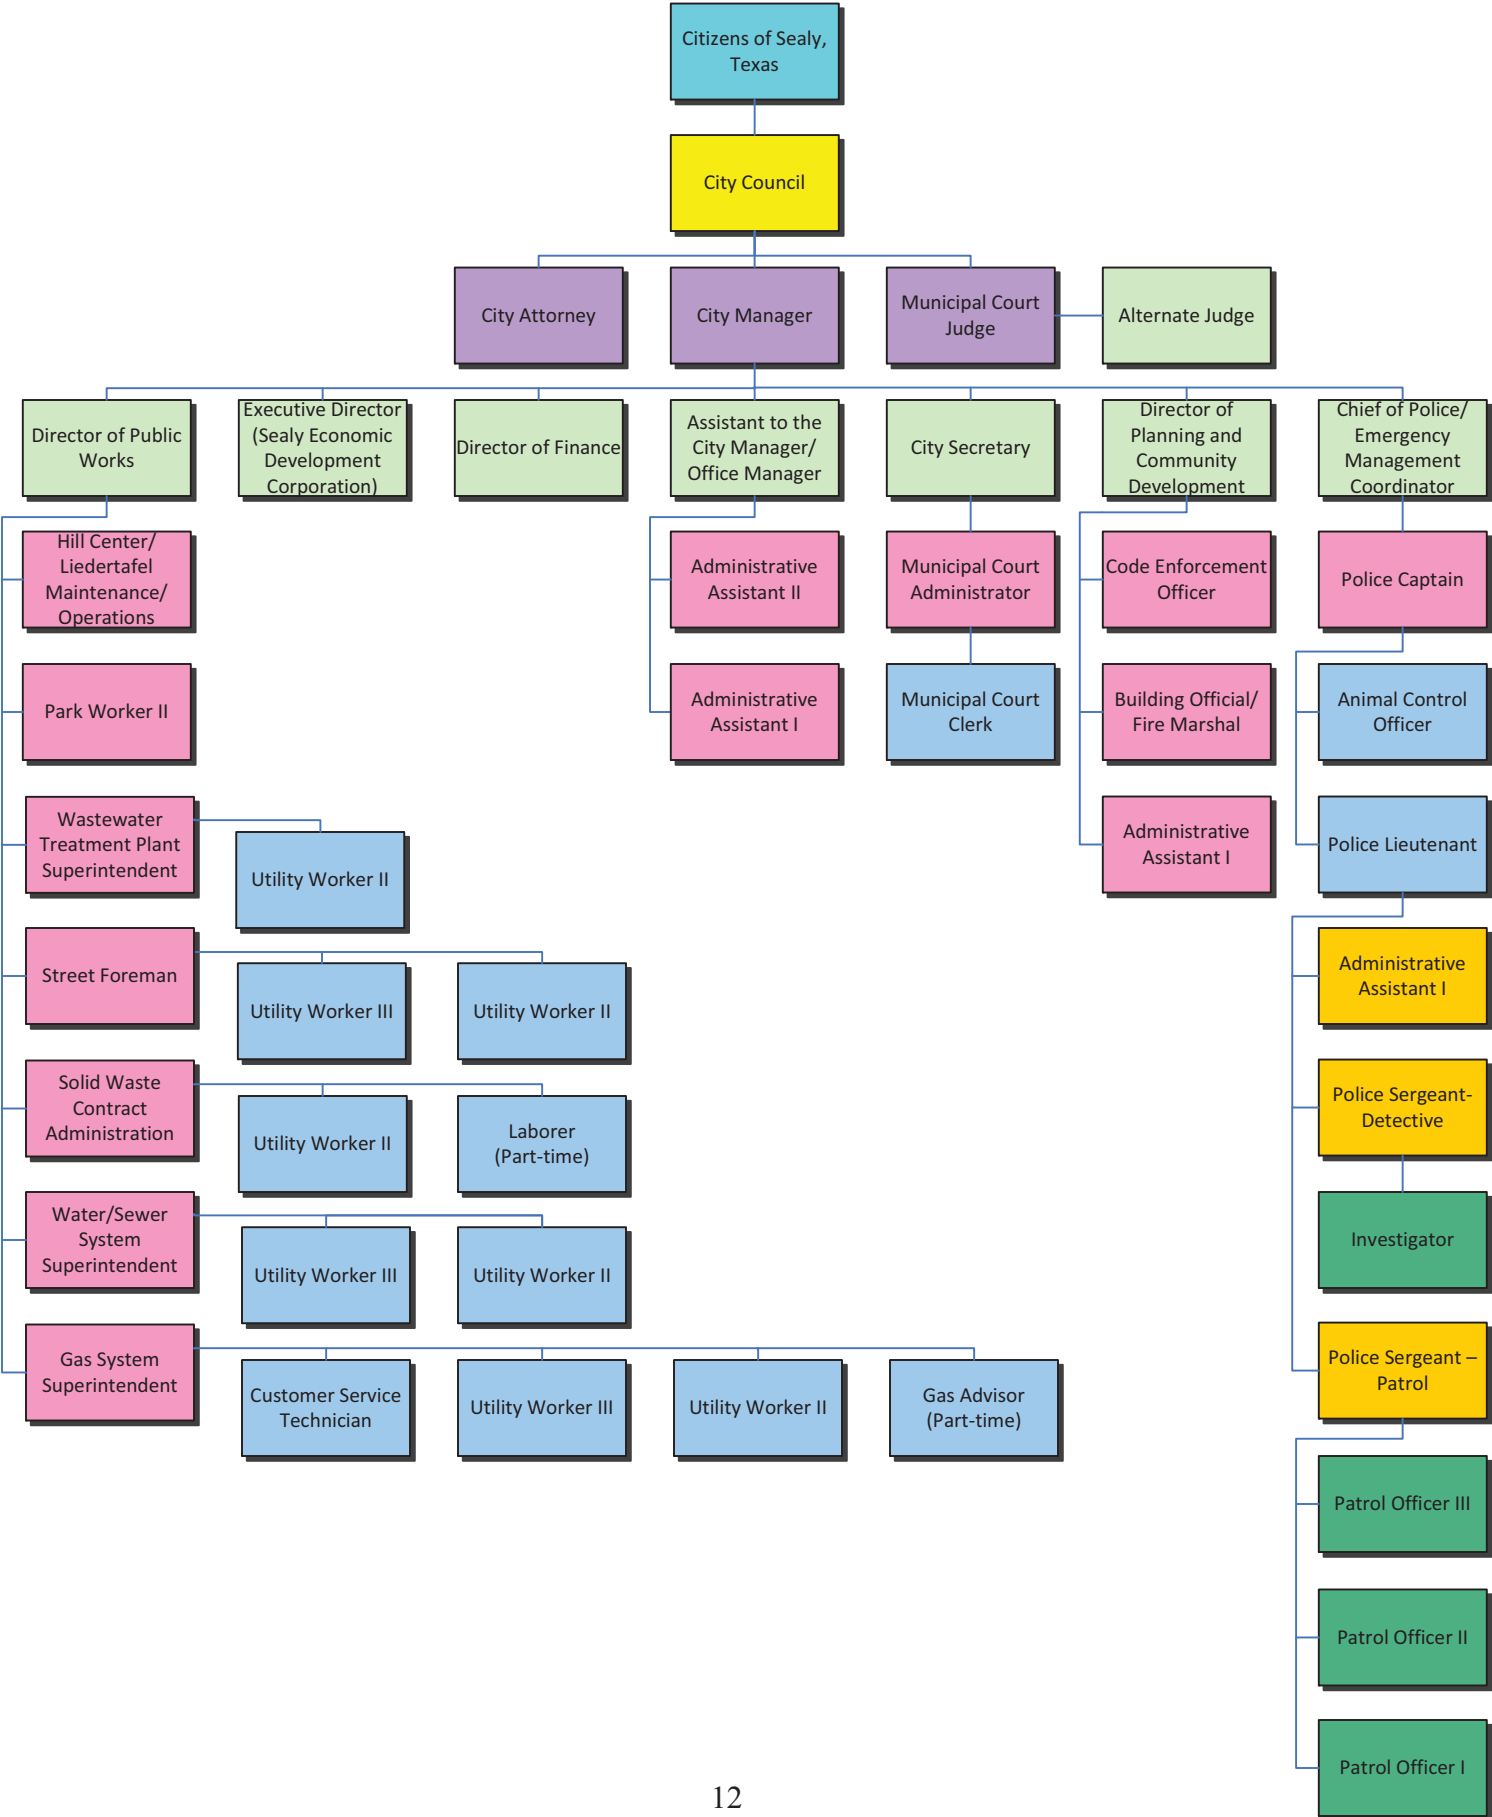 Citizens of Sealy,
Texas
City Council
City Attorney
City Manager
Municipal Court
Judge
Alternate Judge
Director of Public
Works
Executive Director
(Sealy Economic
Development
Corporation)
Director of Finance
Assistant to the
City Manager/
Office Manager
City Secretary
Director of
Planning and
Community
Development
Chief of Police/
Emergency
Management
Coordinator
Hill Center/
Liedertafel
Maintenance/
Operations
Administrative
Assistant II
Municipal Court
Administrator
Code Enforcement
Officer
Police Captain
Park Worker II
Administrative
Assistant I
Municipal Court
Clerk
Building Official/
Fire Marshal
Animal Control
Officer
Wastewater
Treatment Plant
Superintendent
Utility Worker II
Administrative
Assistant I
Police Lieutenant
Street Foreman
Utility Worker III
Utility Worker II
Administrative
Assistant I
Solid Waste
Contract
Administration
Utility Worker II
Laborer
(Part-time)
Police Sergeant-
Detective
Water/Sewer
System
Superintendent
Utility Worker III
Utility Worker II
Investigator
Gas System
Superintendent
Customer Service
Technician
Utility Worker III
Utility Worker II
Gas Advisor
(Part-time)
Police Sergeant –
Patrol
Patrol Officer III
Patrol Officer II
Patrol Officer I
12